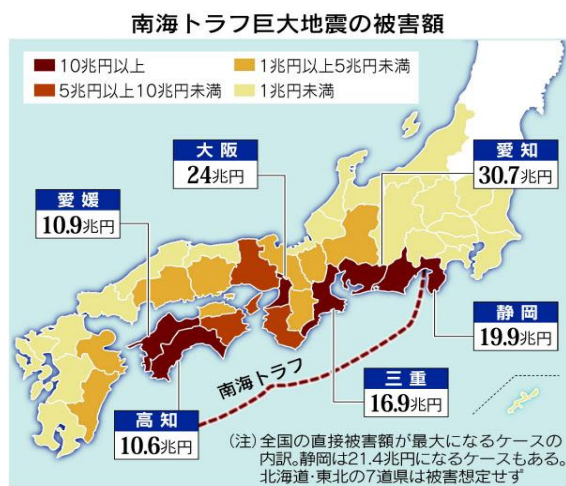 南海トラフ巨大地震の被害額
10兆円以上
1兆円以上5兆円未満
5兆円以上10兆円未満
1兆円未満
大阪
24兆円
愛知
30.7兆円
愛媛
10.9兆円
静岡
19.9兆円
南海トラフ
三重
16.9兆円
高知
10.6兆円
(注)全国の直接被害額が最大になるケースの
内訳。静岡は21.4兆円になるケースもある。
北海道・東北の7道県は被害想定せず